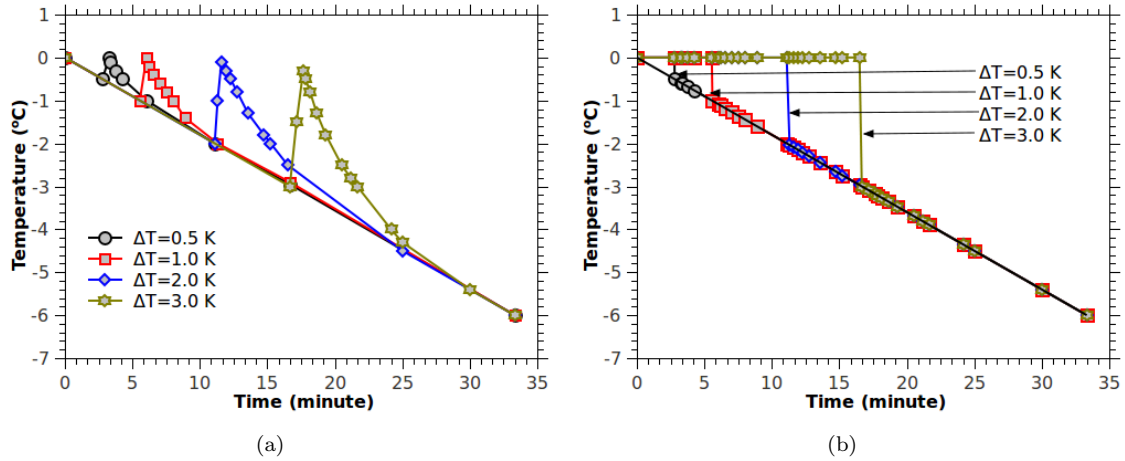 1
0
-1
-2
-3
-4
-5
-6
-7
Temperature (°C)
ΔT=0.5 K
ΔT=1.0 K
ΔT=2.0 K
ΔT=3.0 K
0 5 10 15 20 25 30 35
Time (minute)
(a)
1
0
-1
-2
-3
-4
-5
-6
-7
Temperature (°C)
ΔT=0.5 K
ΔT=1.0 K
ΔT=2.0 K
ΔT=3.0 K
0 5 10 15 20 25 30 35
Time (minute)
(b)